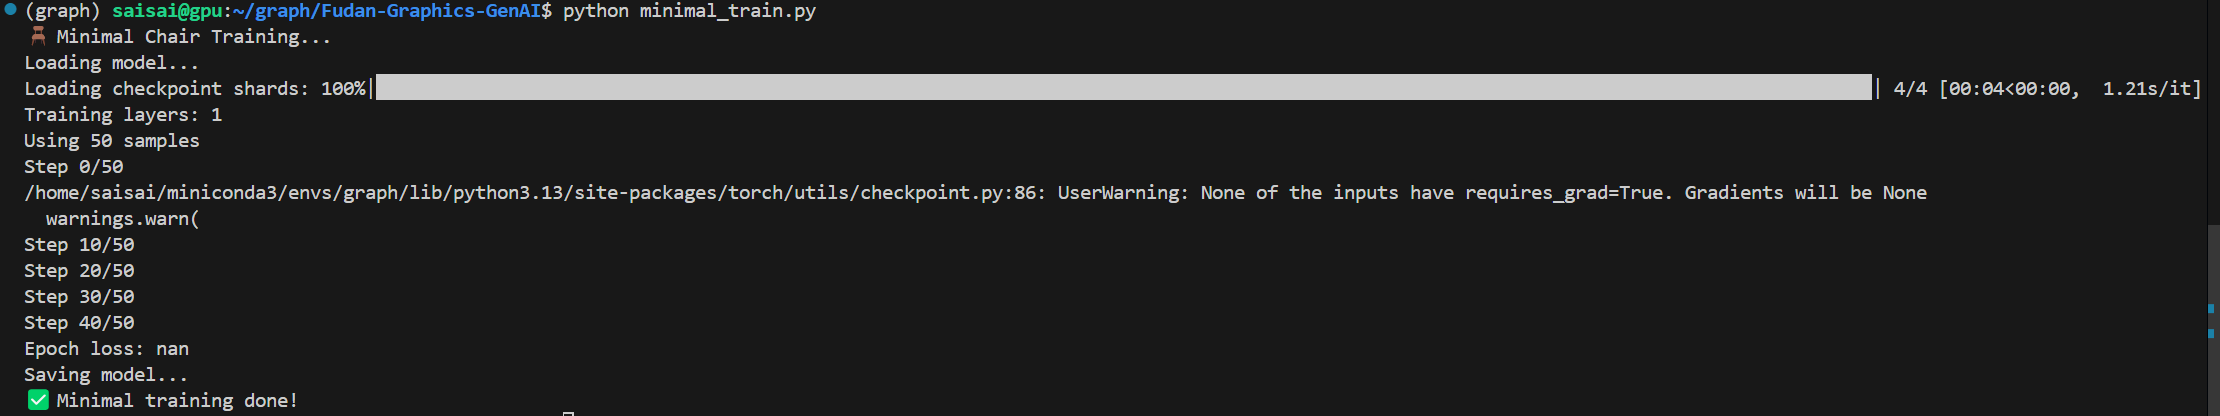 (graph) saisai@gpu:~/graph/Fudan-Graphics-GenAI$ python minimal_train.py
🪑 Minimal Chair Training...
Loading model...
Loading checkpoint shards: 100%|██████████| 4/4 [00:04<00:00,  1.21s/it]
Training layers: 1
Using 50 samples
Step 0/50
/home/saisai/miniconda3/envs/graph/lib/python3.13/site-packages/torch/utils/checkpoint.py:86: UserWarning: None of the inputs have requires_grad=True. Gradients will be None
  warnings.warn(
Step 10/50
Step 20/50
Step 30/50
Step 40/50
Epoch loss: nan
Saving model...
✅ Minimal training done!